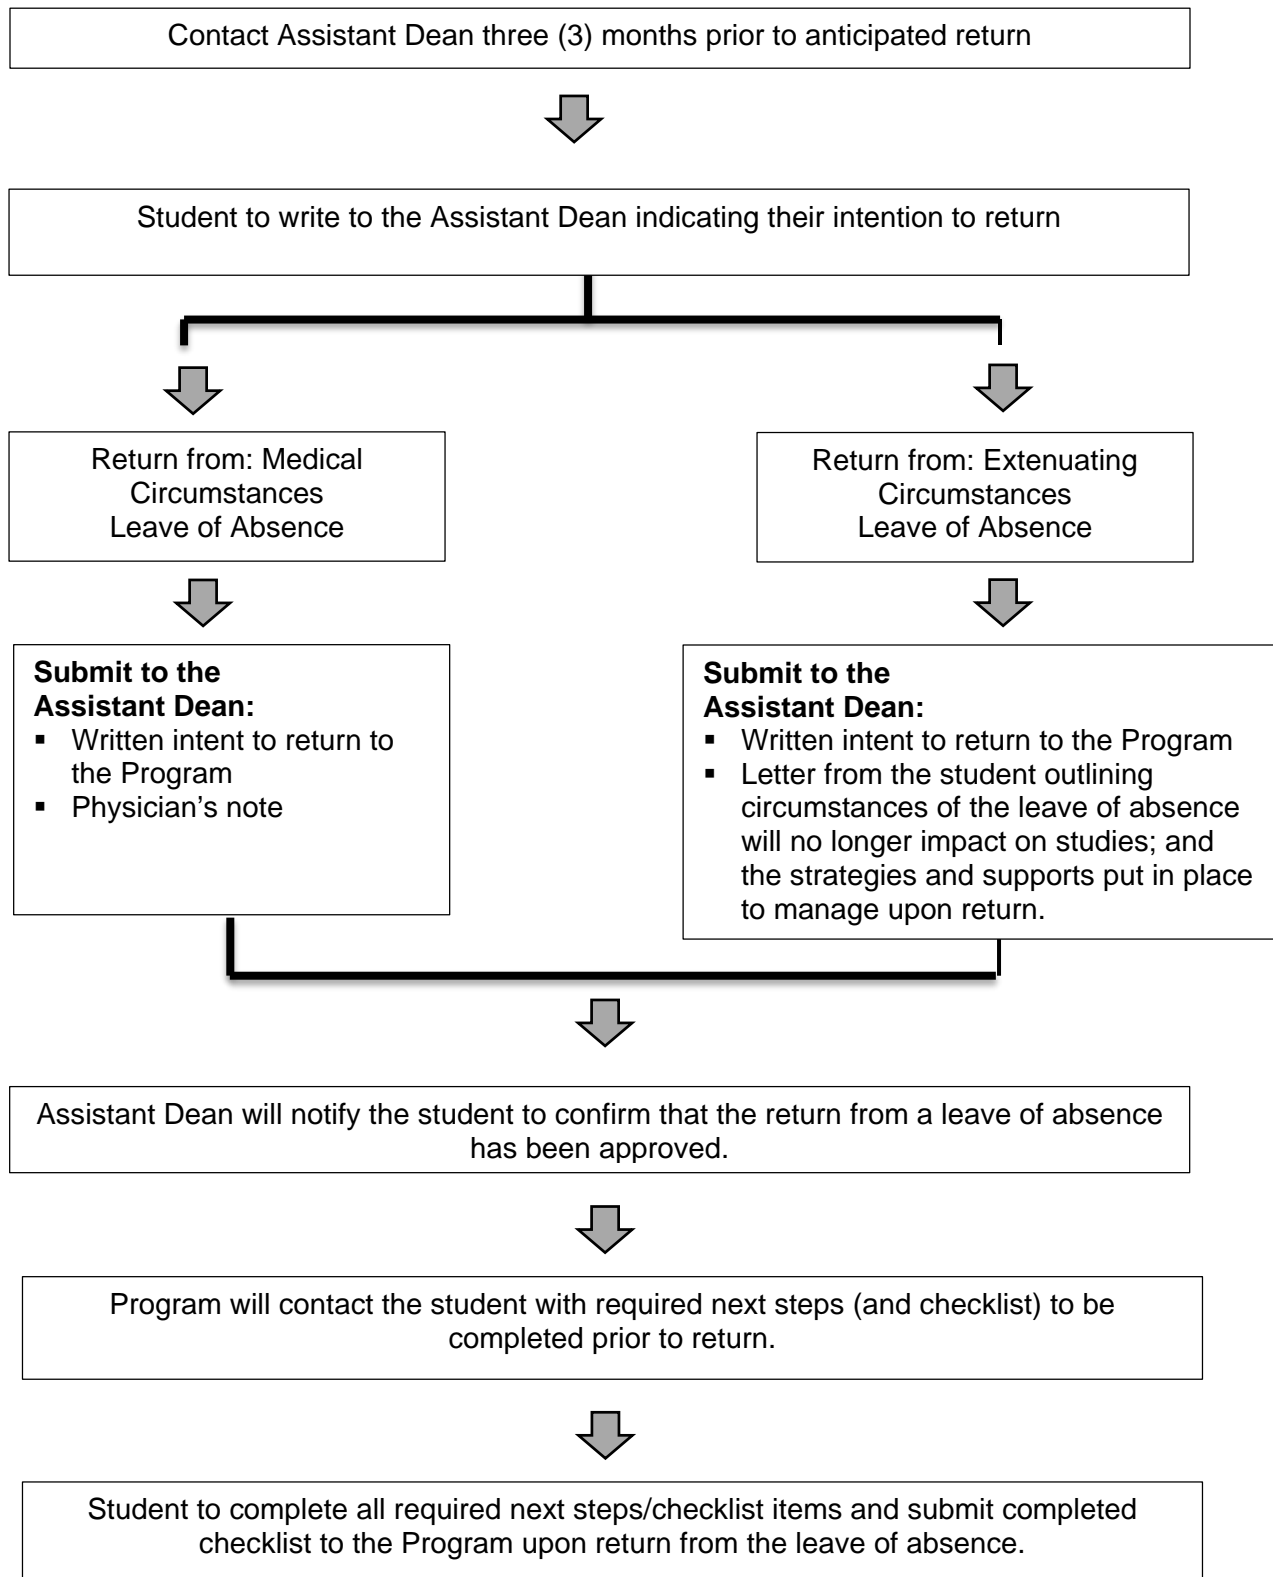 Contact Assistant Dean three (3) months prior to anticipated return
Student to write to the Assistant Dean indicating their intention to return
Return from: Medical
Circumstances
Leave of Absence
Return from: Extenuating
Circumstances
Leave of Absence
Submit to the
Assistant Dean:
▪ Written intent to return to
the Program
▪ Physician’s note
Submit to the
Assistant Dean:
▪ Written intent to return to the Program
▪ Letter from the student outlining
circumstances of the leave of absence
will no longer impact on studies; and
the strategies and supports put in place
to manage upon return.
Assistant Dean will notify the student to confirm that the return from a leave of absence
has been approved.
Program will contact the student with required next steps (and checklist) to be
completed prior to return.
Student to complete all required next steps/checklist items and submit completed
checklist to the Program upon return from the leave of absence.